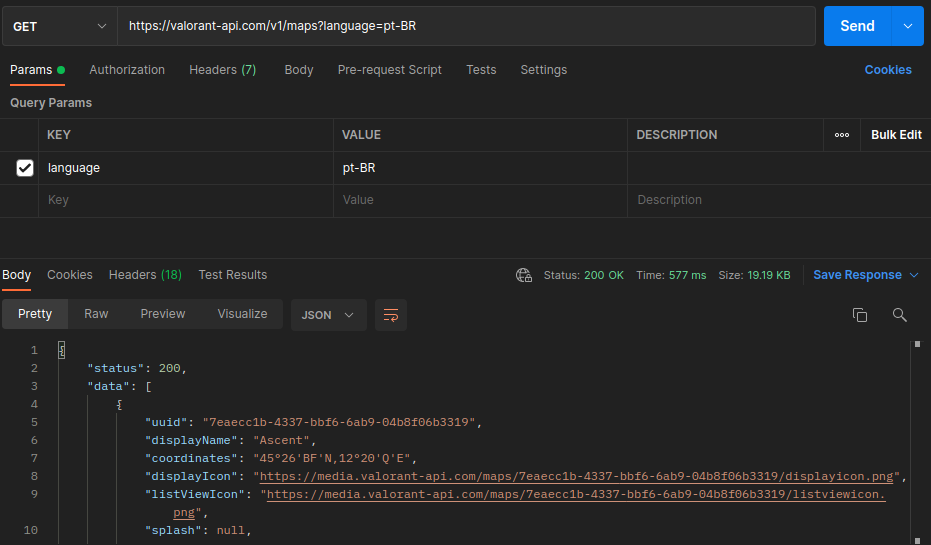 GET https://valorant-api.com/v1/maps?language=pt-BR Send
Params Authorization Headers (7) Body Pre-request Script Tests Settings Cookies
Query Params
KEY VALUE DESCRIPTION ooo Bulk Edit
language pt-BR
Key Value Description
Body Cookies Headers (18) Test Results Status: 200 OK Time: 577 ms Size: 19.19 KB Save Response
Pretty Raw Preview Visualize JSON
1 {
2 "status": 200,
3 "data": [
4 {
5 "uuid": "7eaecc1b-4337-bbf6-6ab9-04b8f06b3319",
6 "displayName": "Ascent",
7 "coordinates": "45°26'BF'N,12°20'Q'E",
8 "displayIcon": "https://media.valorant-api.com/maps/7eaecc1b-4337-bbf6-6ab9-04b8f06b3319/displayicon.png",
9 "listViewIcon": "https://media.valorant-api.com/maps/7eaecc1b-4337-bbf6-6ab9-04b8f06b3319/listviewicon.
png",
10 "splash": null,